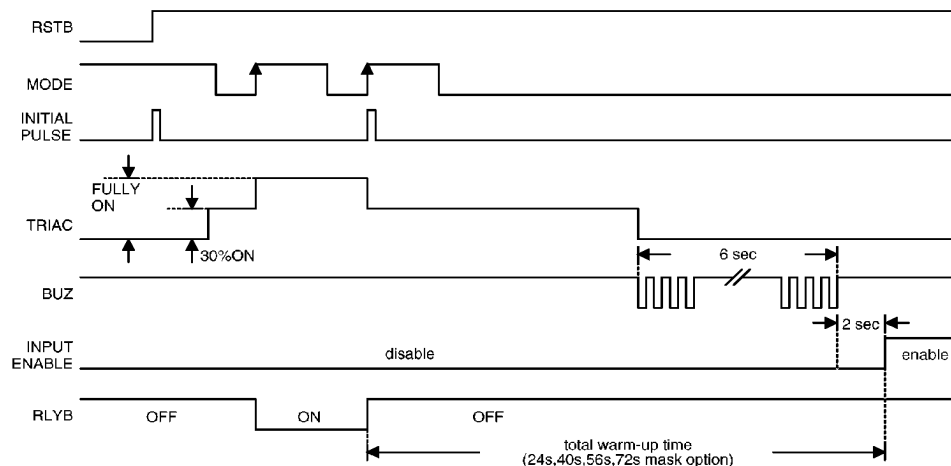 RSTB
MODE
INITIAL
PULSE
FULLY
ON
TRIAC
30%ON
6 sec
BUZ
2 sec
INPUT
ENABLE
disable
enable
RLYB
OFF
ON
OFF
total warm-up time
(24s,40s,56s,72s mask option)